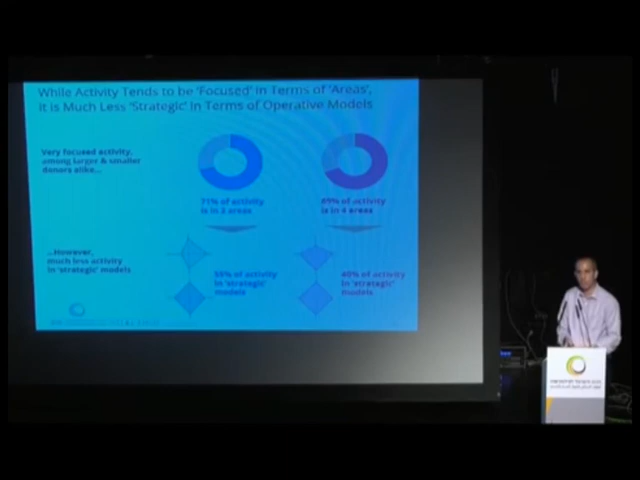 While Activity Tends to be 'Focused' in Terms of 'Areas',
it is Much Less 'Strategic' in Terms of Operative Models
Very focused activity,
among larger & smaller
donors alike...
71% of activity
is in 2 areas
69% of activity
is in 4 areas
...However,
much less activity
in 'strategic' models
of activity
in 'strategic'
models
40% of activity
in 'strategic'
models